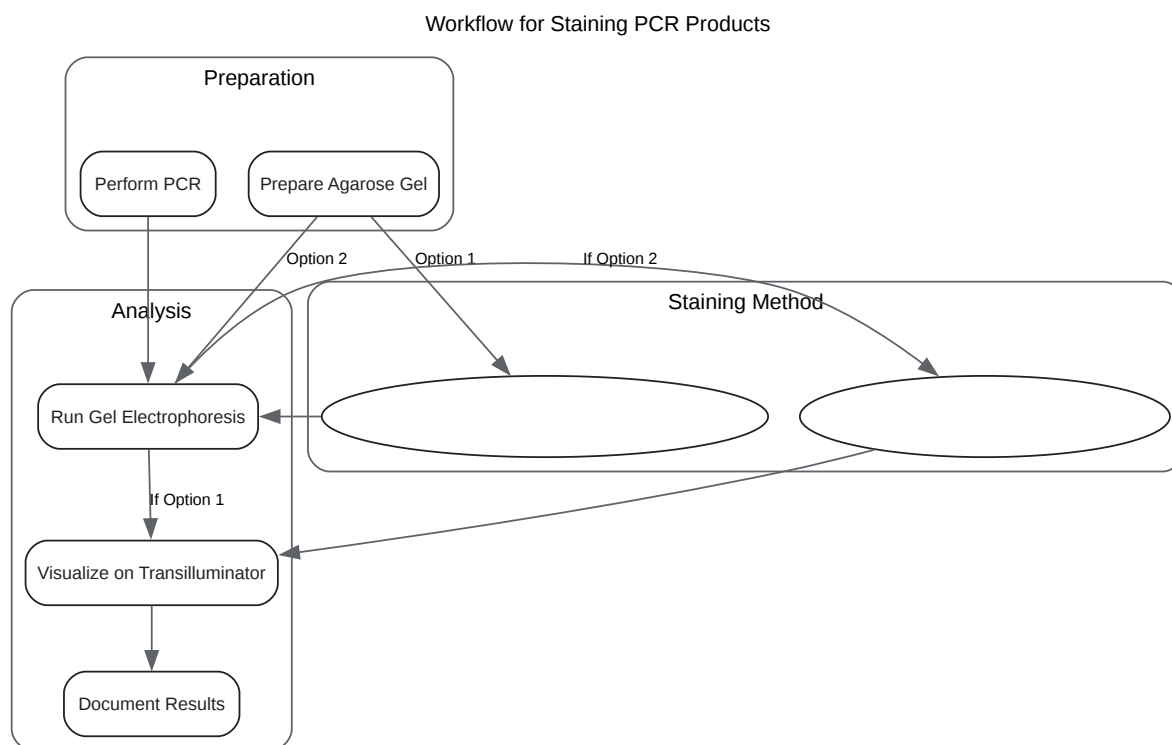 Workflow for Staining PCR Products
Preparation
Perform PCR
Prepare Agarose Gel
Option 2
Option 1
If Option 2
Analysis
Staining Method
Run Gel Electrophoresis
If Option 1
Visualize on Transilluminator
Document Results